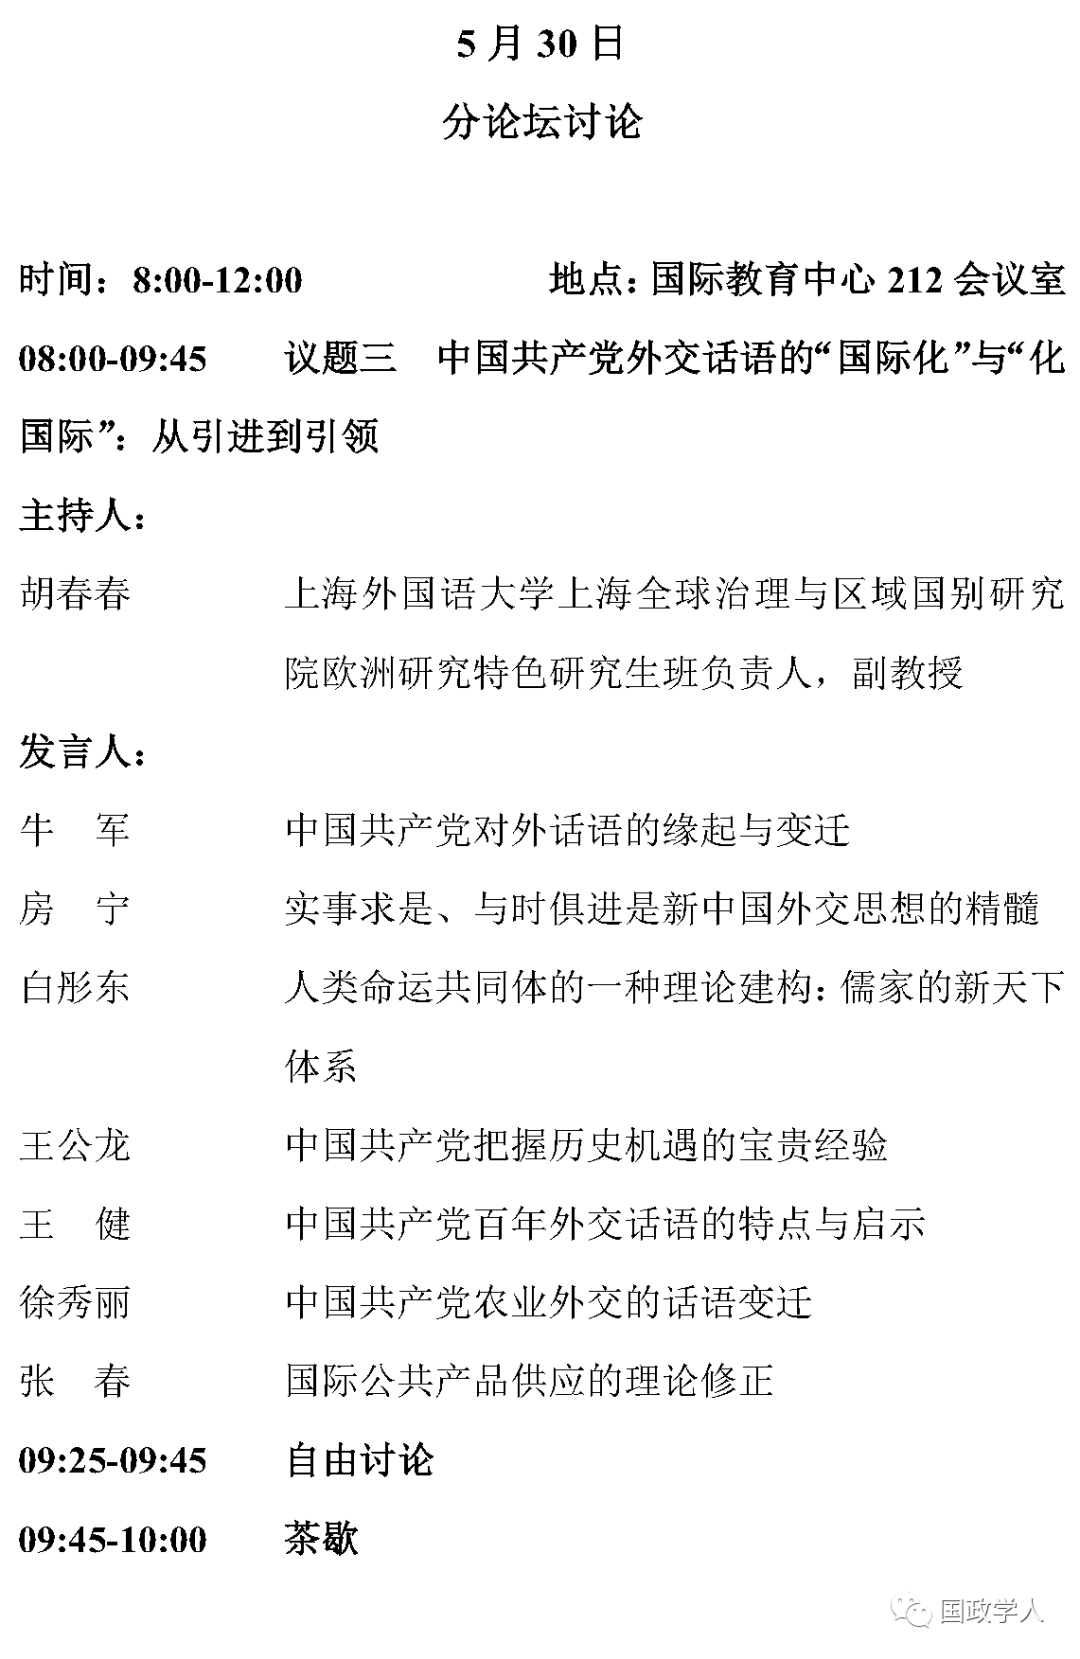 5 月 30 日
分论坛讨论
时间：8:00-12:00 地点：国际教育中心 212 会议室
08:00-09:45 议题三 中国共产党外交话语的“国际化”与“化
国际”：从引进到引领
主持人：
胡春春 上海外国语大学上海全球治理与区域国别研究
院欧洲研究特色研究生班负责人，副教授
发言人：
牛 军 中国共产党对外话语的缘起与变迁
房 宁 实事求是、与时俱进是新中国外交思想的精髓
白彤东 人类命运共同体的一种理论建构：儒家的新天下
体系
王公龙 中国共产党把握历史机遇的宝贵经验
王 健 中国共产党百年外交话语的特点与启示
徐秀丽 中国共产党农业外交的话语变迁
张 春 国际公共产品供应的理论修正
09:25-09:45 自由讨论
09:45-10:00 茶歇
国政学人